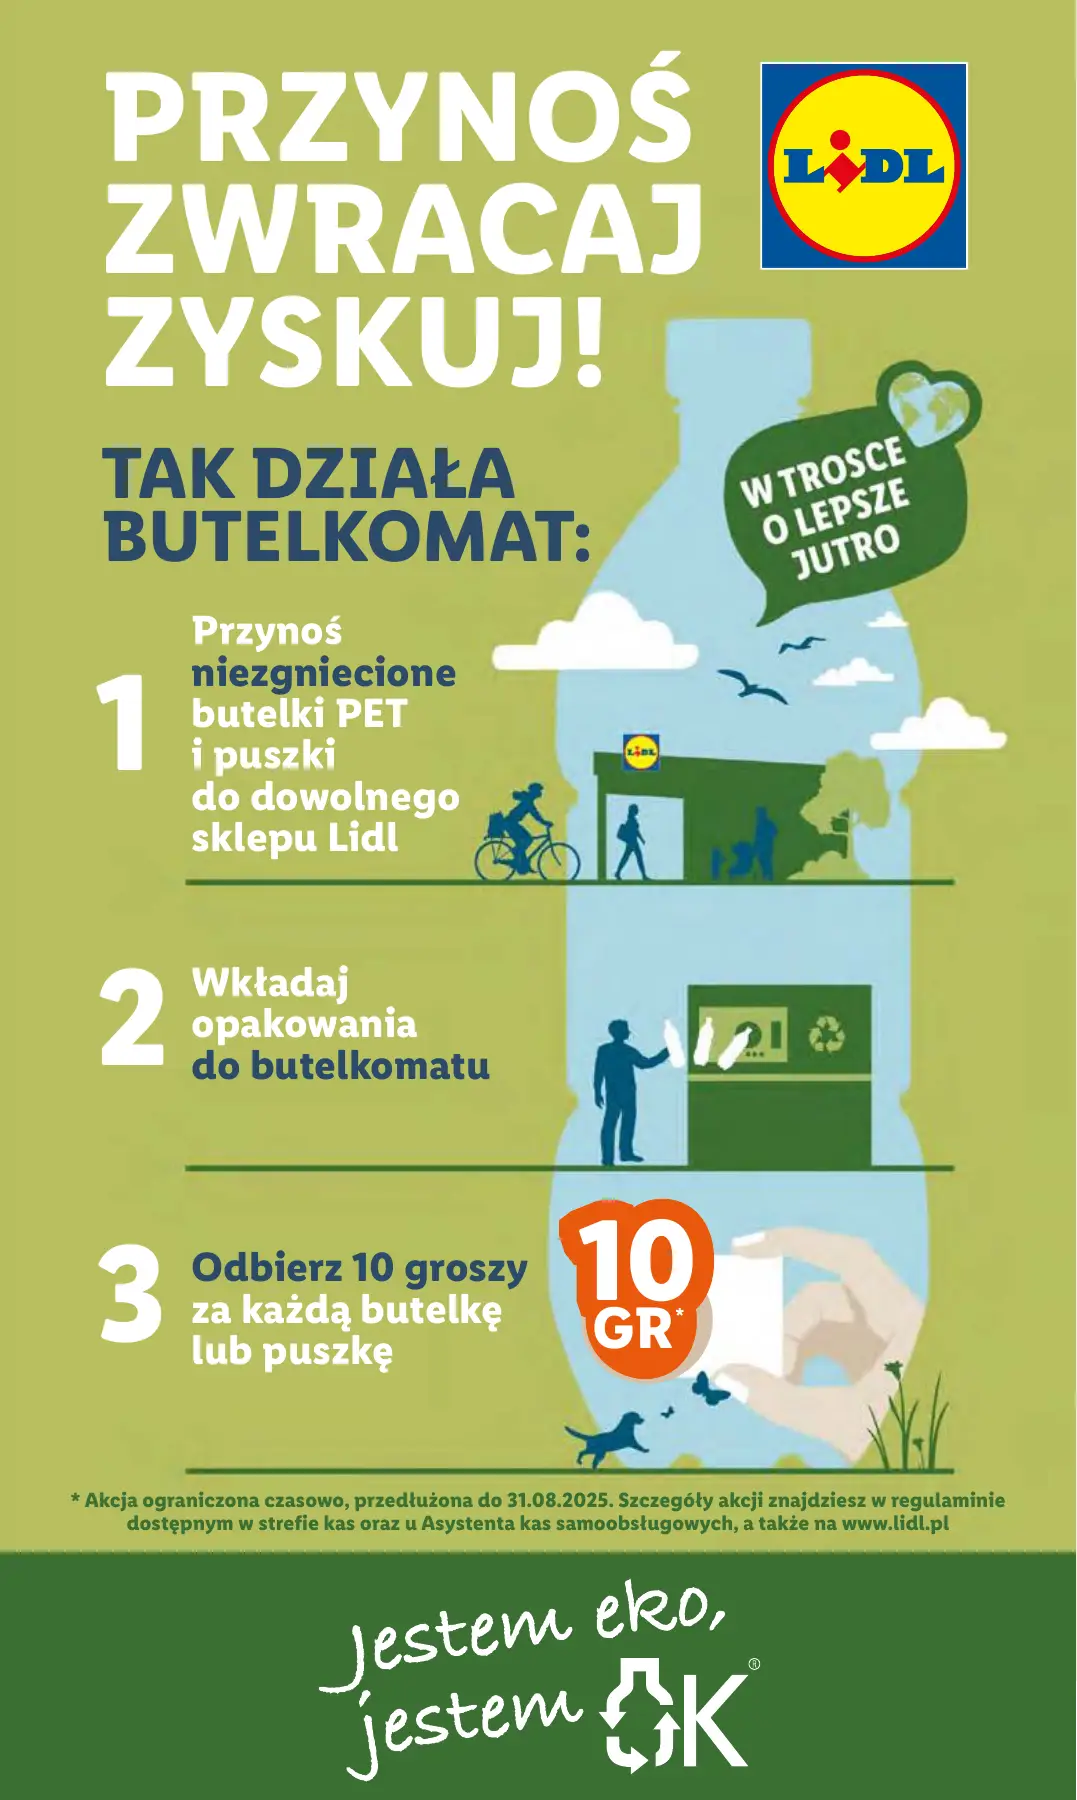 PRZYNOŚ
ZWRACAJ
ZYSKUJ!
LIDL
W TROSCE
O LEPSZE
JUTRO
TAK DZIAŁA
BUTELKOMAT:
1
Przynoś
niezgniecione
butelki PET
i puszki
do dowolnego
sklepu Lidl
LIDL
2
Wkładaj
opakowania
do butelkomatu
3
Odbierz 10 groszy
za każdą butelkę
lub puszkę
10
GR*
* Akcja ograniczona czasowo, przedłużona do 31.08.2025. Szczegóły akcji znajdziesz w regulaminie
dostępnym w strefie kas oraz u Asystenta kas samoobsługowych, a także na www.lidl.pl
jestem eko,
jestem OK®